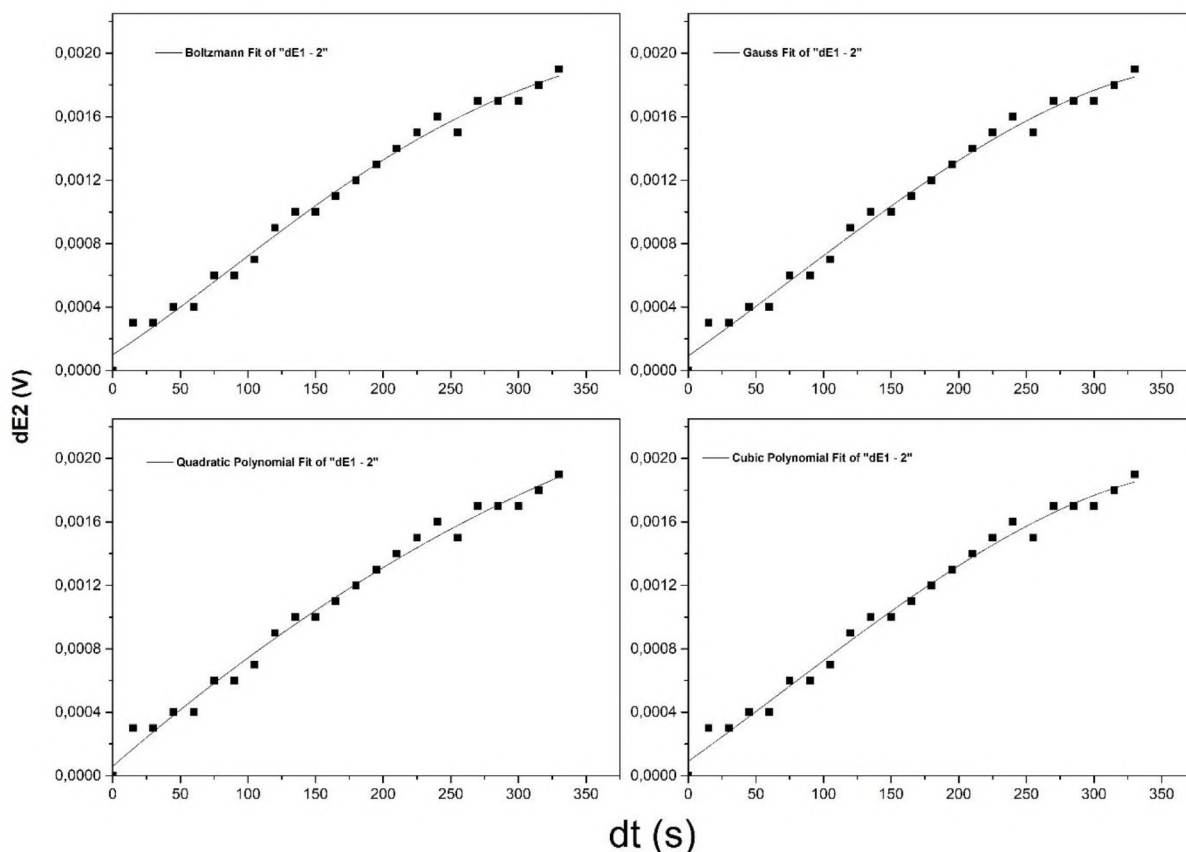 0,0020
0,0016
0,0012
0,0008
0,0004
0,0000
Boltzmann Fit of "dE1 - 2"
0 50 100 150 200 250 300 350
0,0020
0,0016
0,0012
0,0008
0,0004
0,0000
Gauss Fit of "dE1 - 2"
0 50 100 150 200 250 300 350
dE2 (V)
0,0020
0,0016
0,0012
0,0008
0,0004
0,0000
Quadratic Polynomial Fit of "dE1 - 2"
0 50 100 150 200 250 300 350
0,0020
0,0016
0,0012
0,0008
0,0004
0,0000
Cubic Polynomial Fit of "dE1 - 2"
0 50 100 150 200 250 300 350
dt (s)